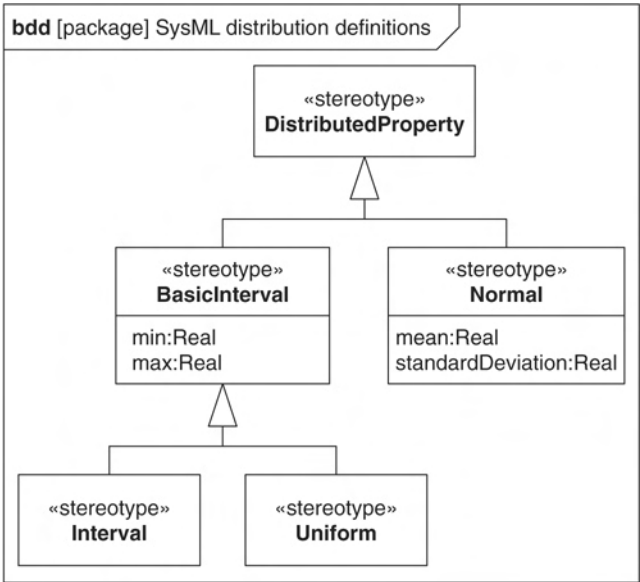 bdd [package] SysML distribution definitions
«stereotype»
DistributedProperty
«stereotype»
BasicInterval
min:Real
max:Real
«stereotype»
Normal
mean:Real
standardDeviation:Real
«stereotype»
Interval
«stereotype»
Uniform